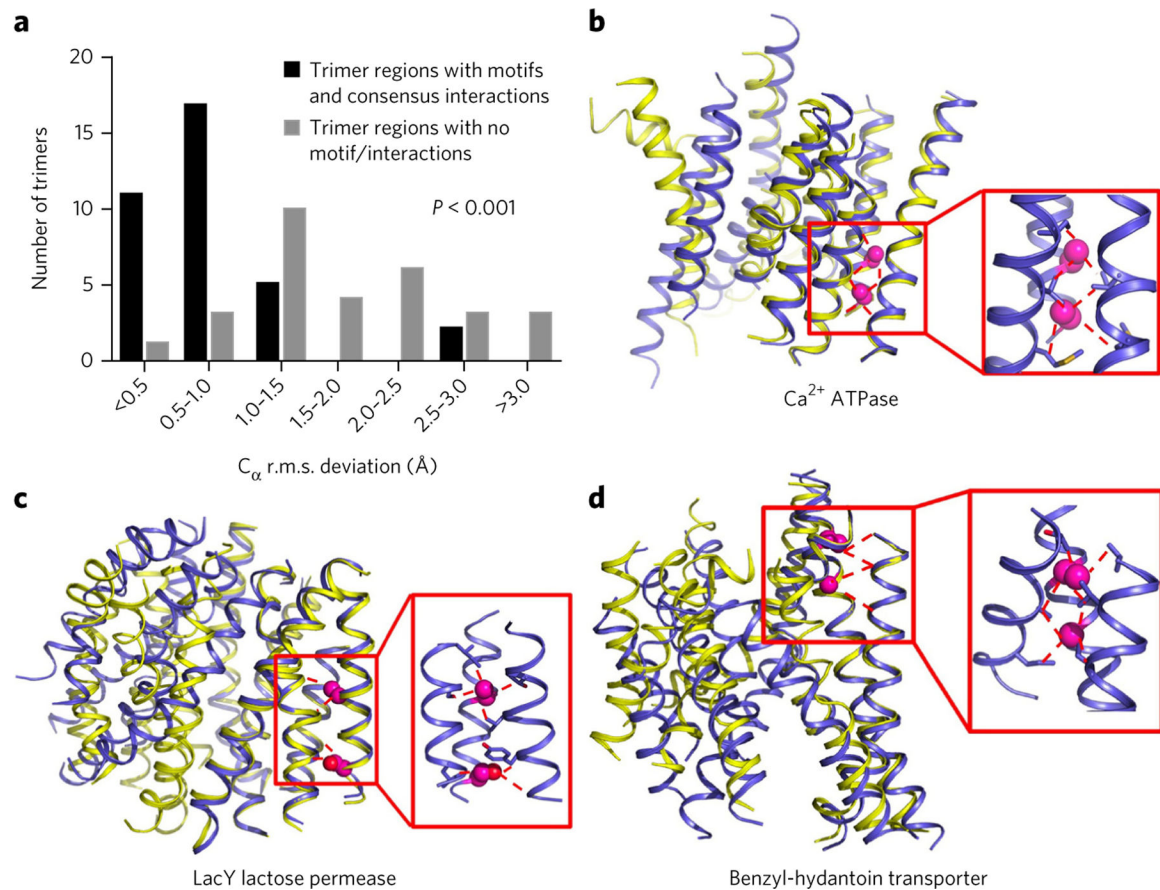 a
20
15
10
5
0
Number of trimers
Trimer regions with motifs
and consensus interactions
Trimer regions with no
motif/interactions
P < 0.001
<0.5
0.5–1.0
1.0–1.5
1.5–2.0
2.0–2.5
2.5–3.0
>3.0
Cα r.m.s. deviation (Å)
b
Ca²⁺ ATPase
c
LacY lactose permease
d
Benzyl-hydantoin transporter